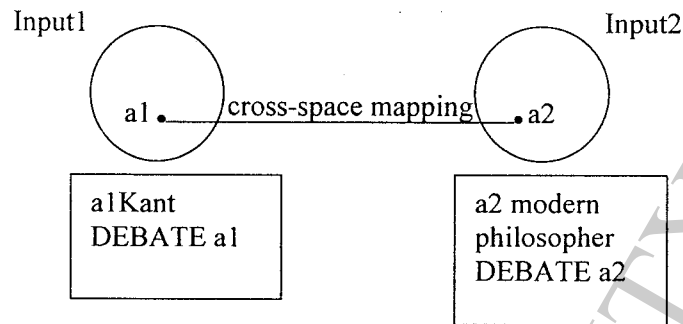 Input1
Input2
a1
cross-space mapping
a2
a1Kant
DEBATE a1
a2 modern
philosopher
DEBATE a2